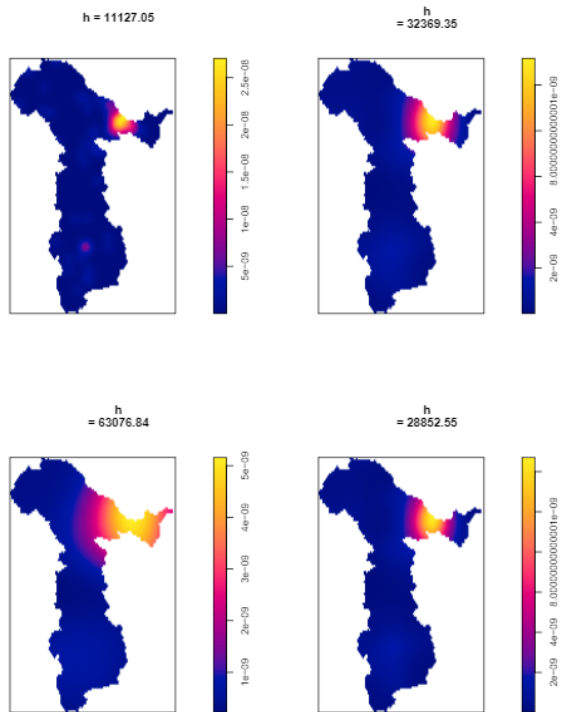 h = 11127.05
2.5e-08
2e-08
1.5e-08
1e-08
5e-09
h
= 32369.35
8.00000000000001e-09
4e-09
2e-09
h
= 63076.84
5e-09
4e-09
3e-09
2e-09
1e-09
h
= 28852.55
8.00000000000001e-09
4e-09
2e-09